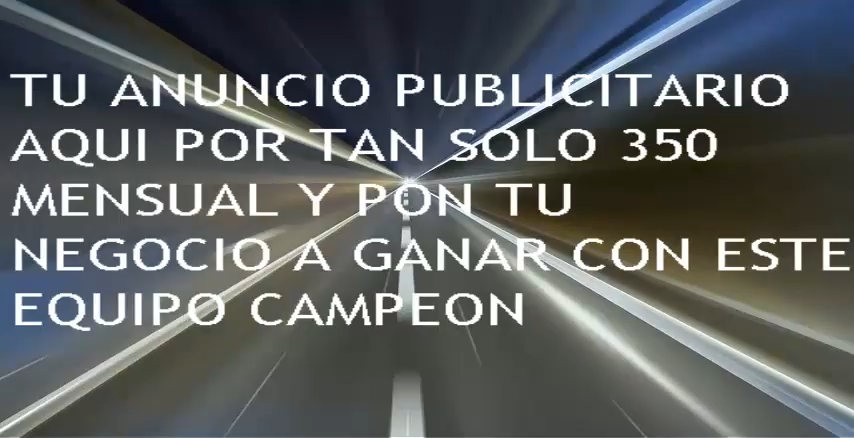 TU ANUNCIO PUBLICITARIO
AQUI POR TAN SOLO 350
MENSUAL Y PON TU
NEGOCIO A GANAR CON ESTE
EQUIPO CAMPEON